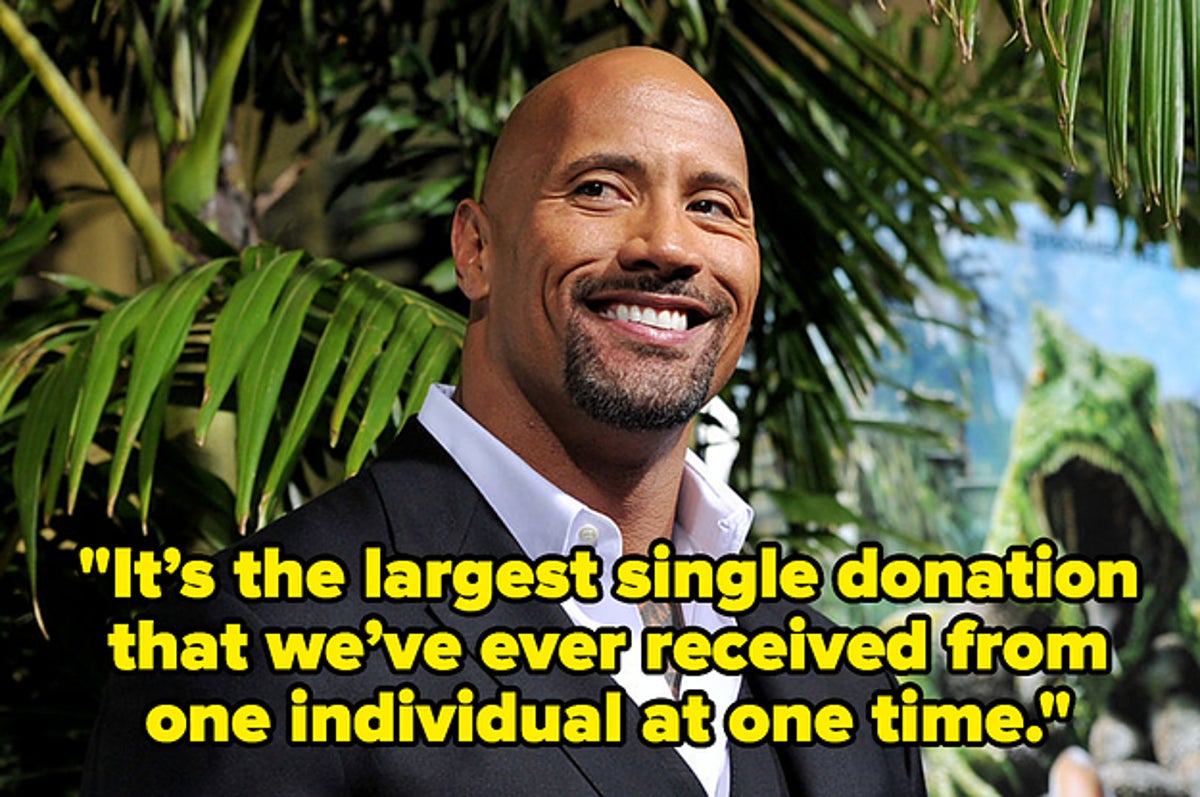 "It’s the largest single donation
that we’ve ever received from
one individual at one time."